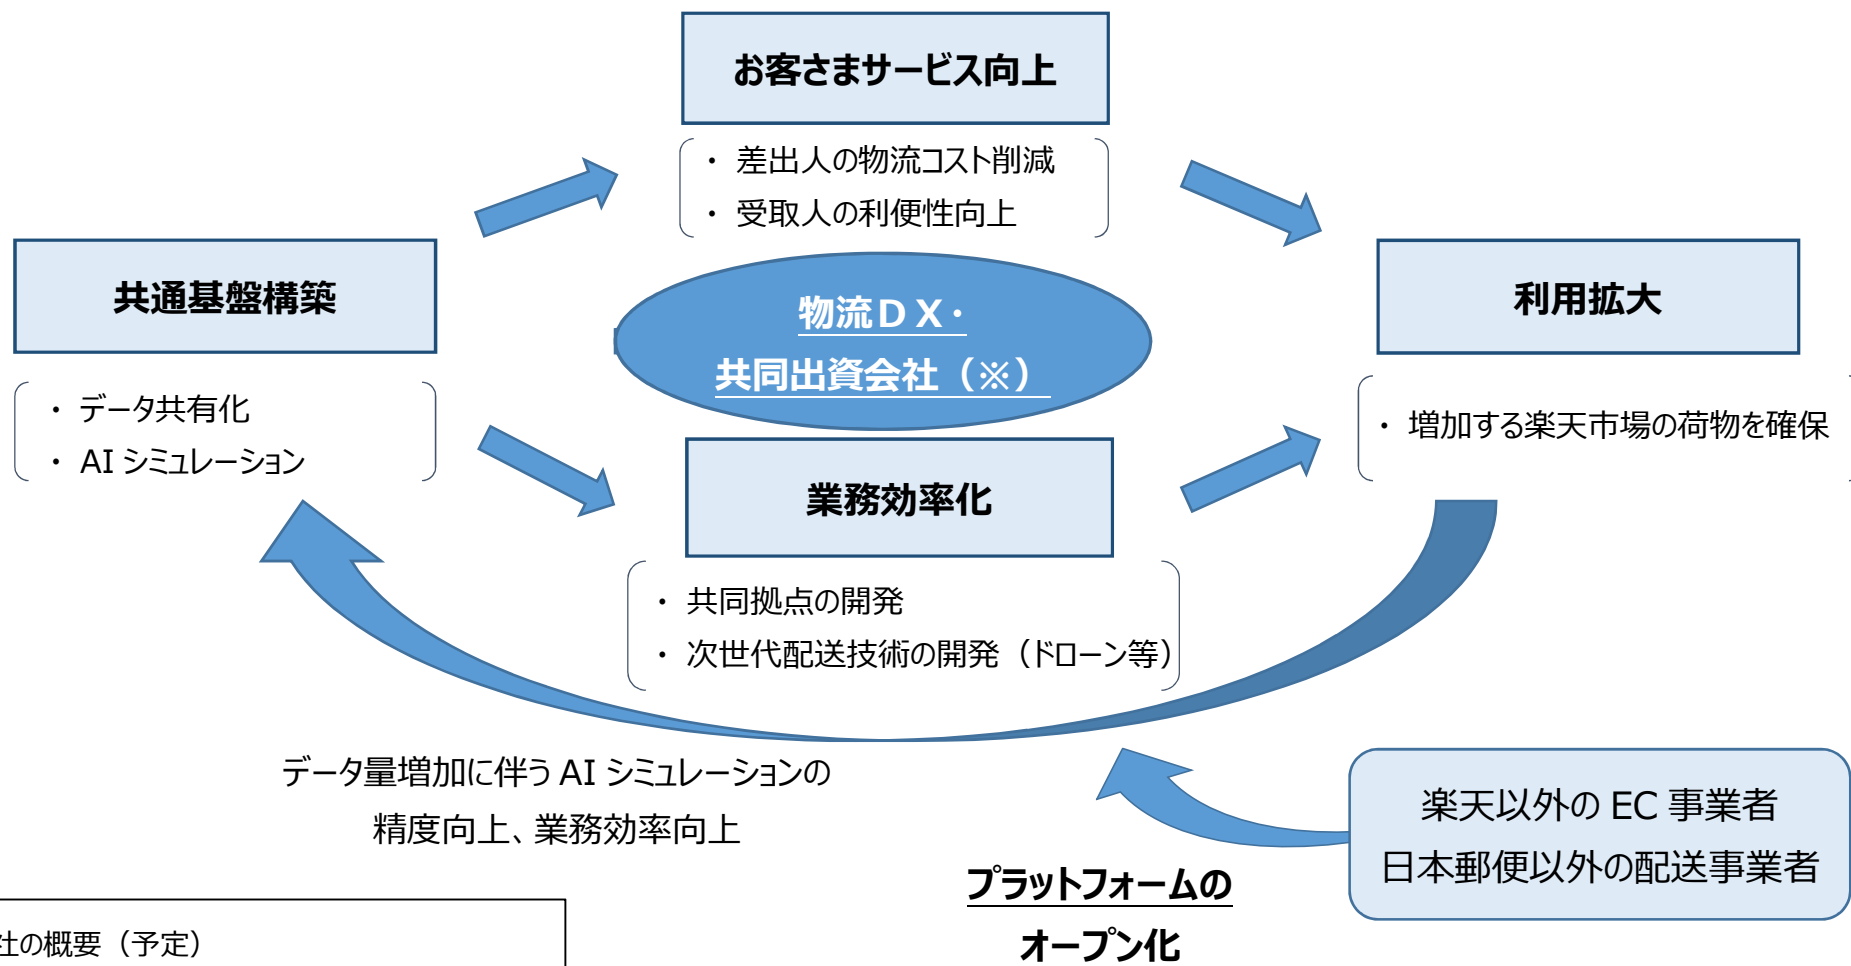 お客さまサービス向上
・ 差出人の物流コスト削減
・ 受取人の利便性向上
共通基盤構築
・ データ共有化
・ AI シミュレーション
物流ＤＸ・
共同出資会社（※）
利用拡大
・ 増加する楽天市場の荷物を確保
業務効率化
・ 共同拠点の開発
・ 次世代配送技術の開発（ドローン等）
データ量増加に伴う AI シミュレーションの
精度向上、業務効率向上
楽天以外の EC 事業者
日本郵便以外の配送事業者
プラットフォームの
オープン化
社の概要（予定）